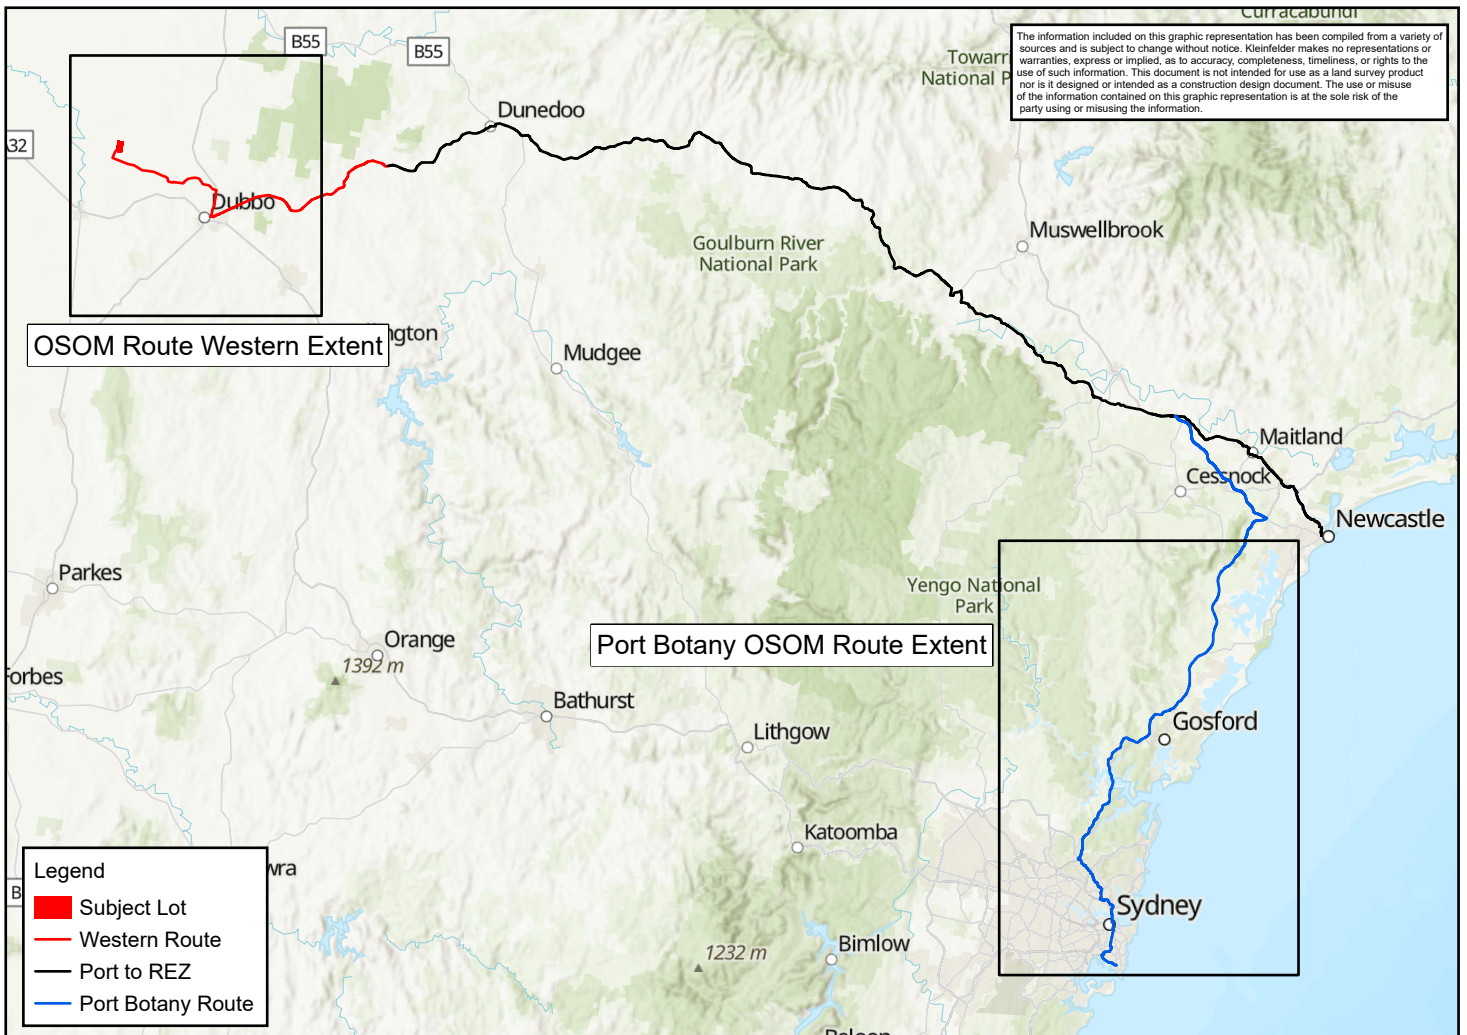 Curracabundi
The information included on this graphic representation has been compiled from a variety of
sources and is subject to change without notice. Kleinfelder makes no representations or
warranties, express or implied, as to accuracy, completeness, timeliness, or rights to the
use of such information. This document is not intended for use as a land survey product
nor is it designed or intended as a construction design document. The use or misuse
of the information contained on this graphic representation is at the sole risk of the
party using or misusing the information.
B55
B55
Towarri
National P
Dunedoo
32
Dubbo
Muswellbrook
Goulburn River
National Park
OSOM Route Western Extent
ngton
Mudgee
Maitland
Cessnock
Newcastle
Parkes
Yengo National
Park
Port Botany OSOM Route Extent
Orange
1392 m
Forbes
Bathurst
Gosford
Lithgow
Katoomba
wra
B
Legend
Subject Lot
Western Route
Port to REZ
Port Botany Route
Sydney
Bimlow
1232 m